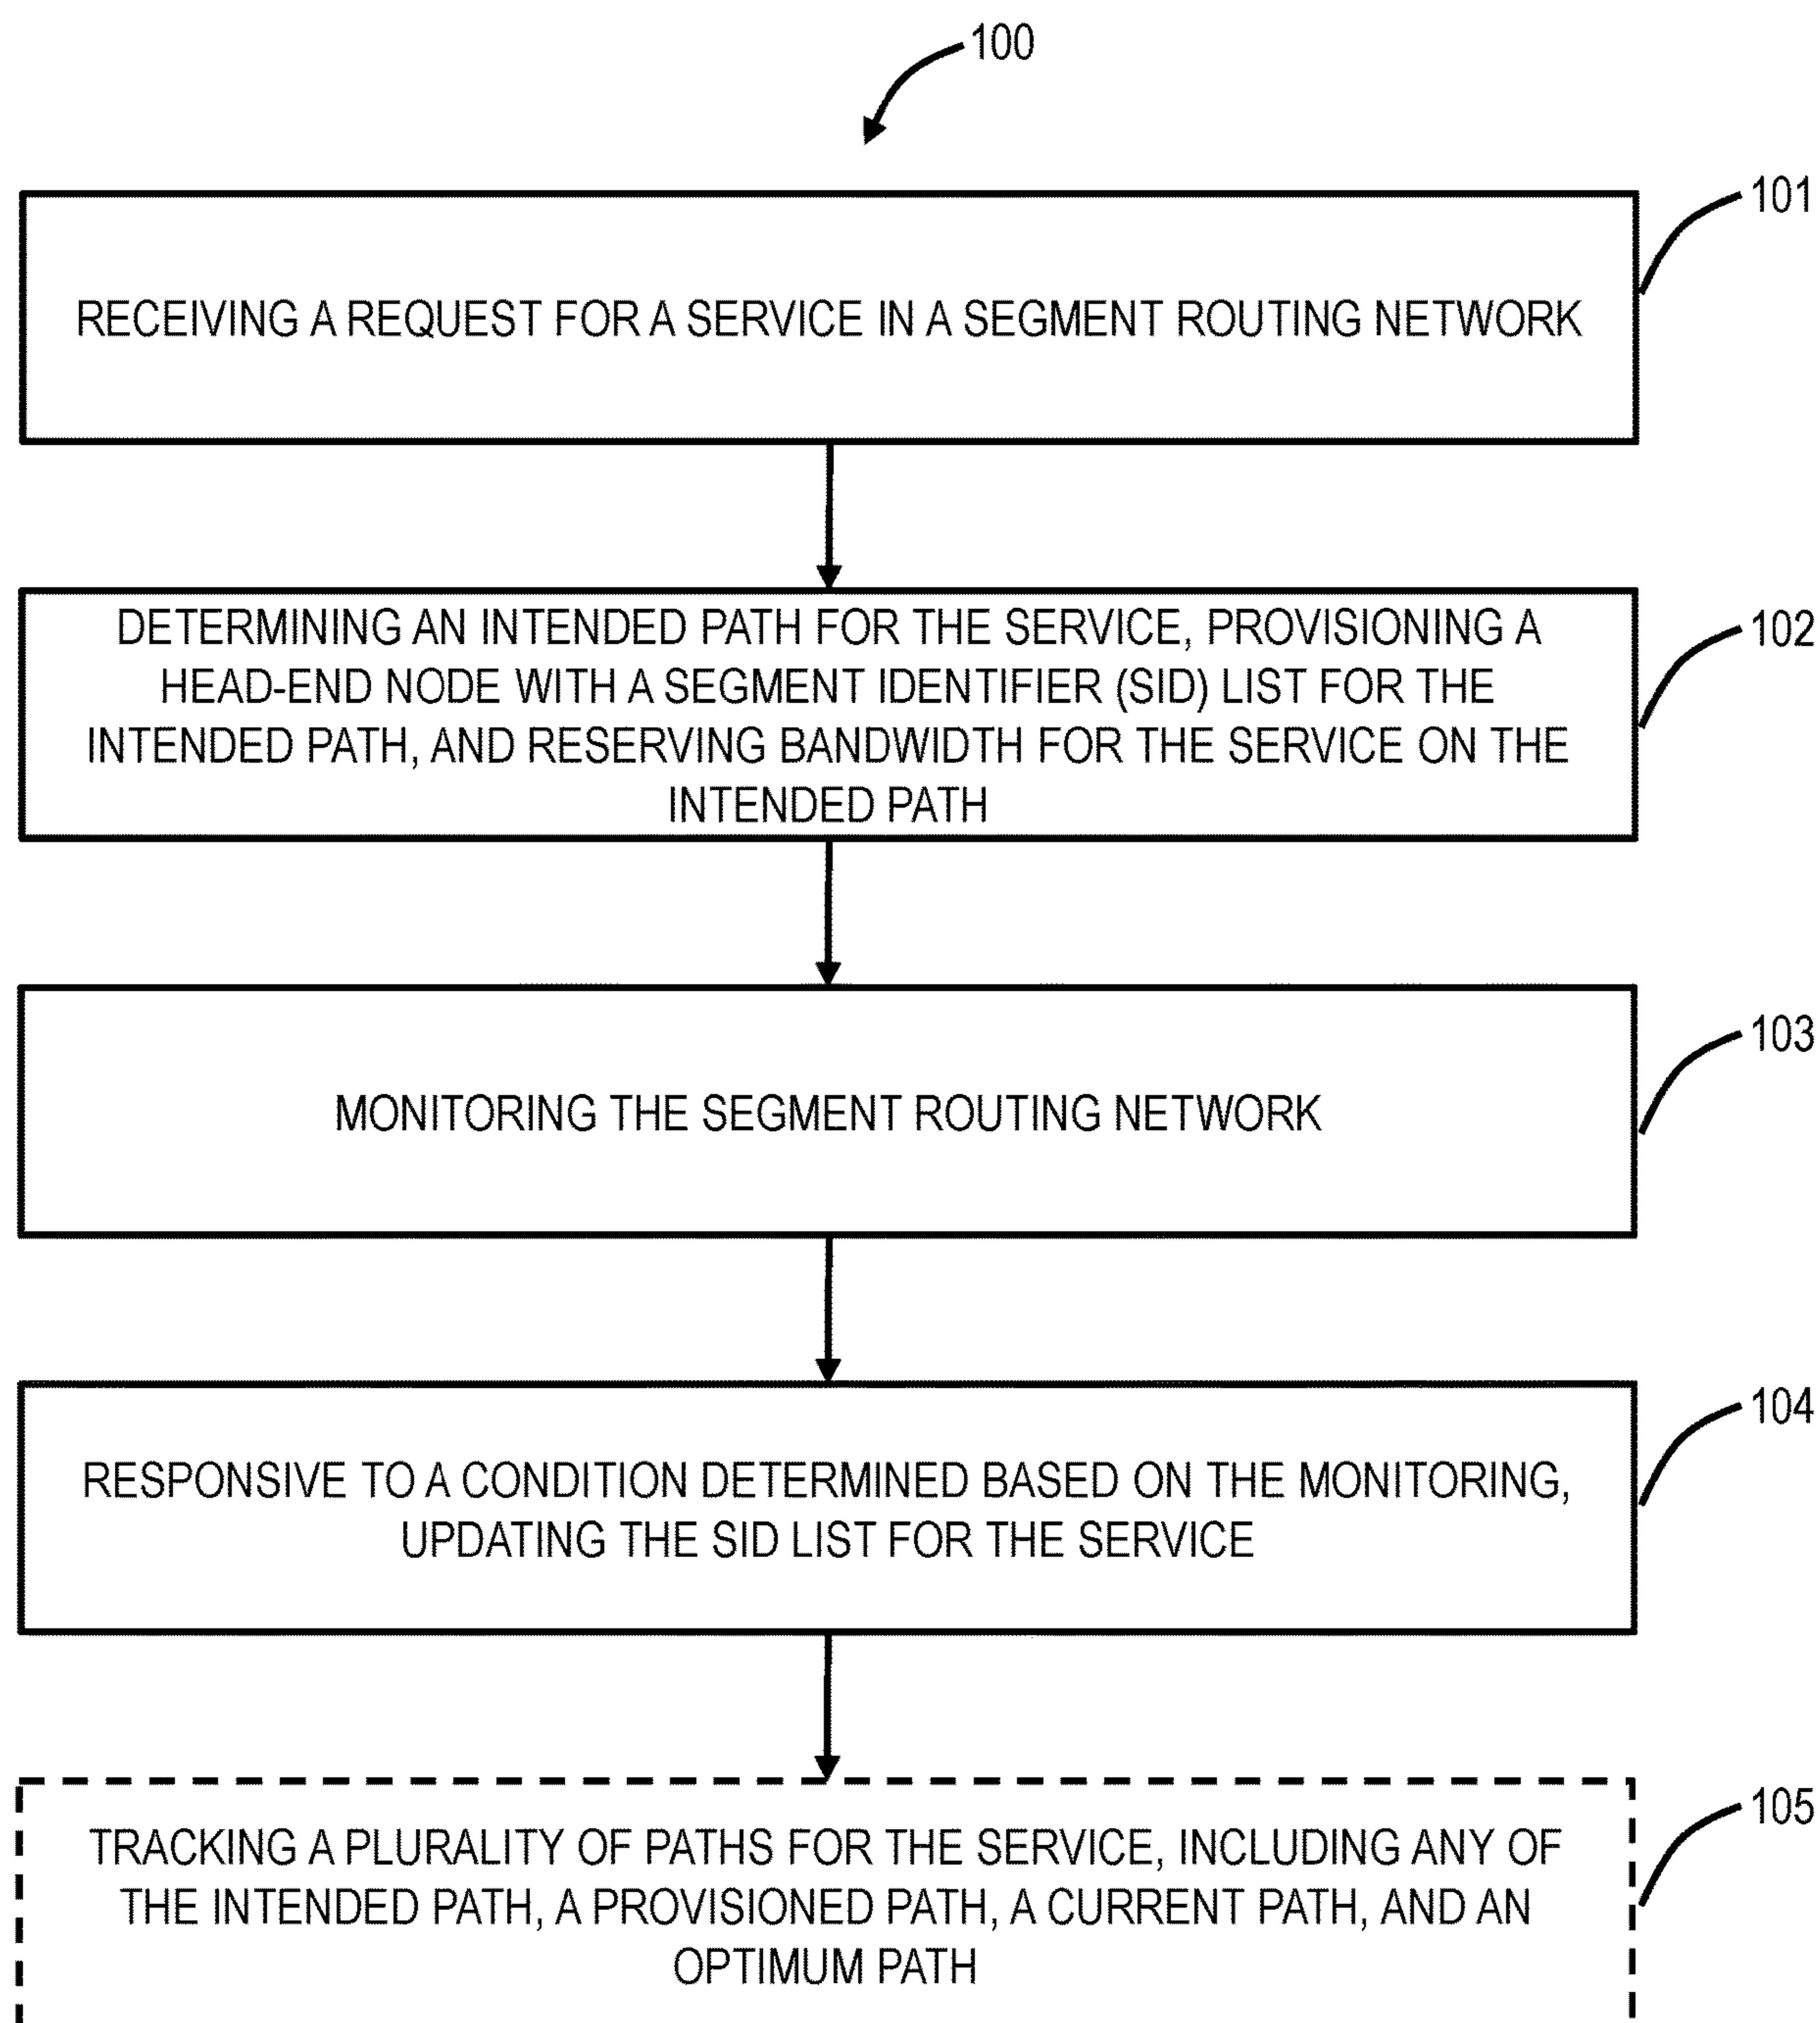 100
101
RECEIVING A REQUEST FOR A SERVICE IN A SEGMENT ROUTING NETWORK
102
DETERMINING AN INTENDED PATH FOR THE SERVICE, PROVISIONING A
HEAD-END NODE WITH A SEGMENT IDENTIFIER (SID) LIST FOR THE
INTENDED PATH, AND RESERVING BANDWIDTH FOR THE SERVICE ON THE
INTENDED PATH
103
MONITORING THE SEGMENT ROUTING NETWORK
104
RESPONSIVE TO A CONDITION DETERMINED BASED ON THE MONITORING,
UPDATING THE SID LIST FOR THE SERVICE
105
TRACKING A PLURALITY OF PATHS FOR THE SERVICE, INCLUDING ANY OF
THE INTENDED PATH, A PROVISIONED PATH, A CURRENT PATH, AND AN
OPTIMUM PATH